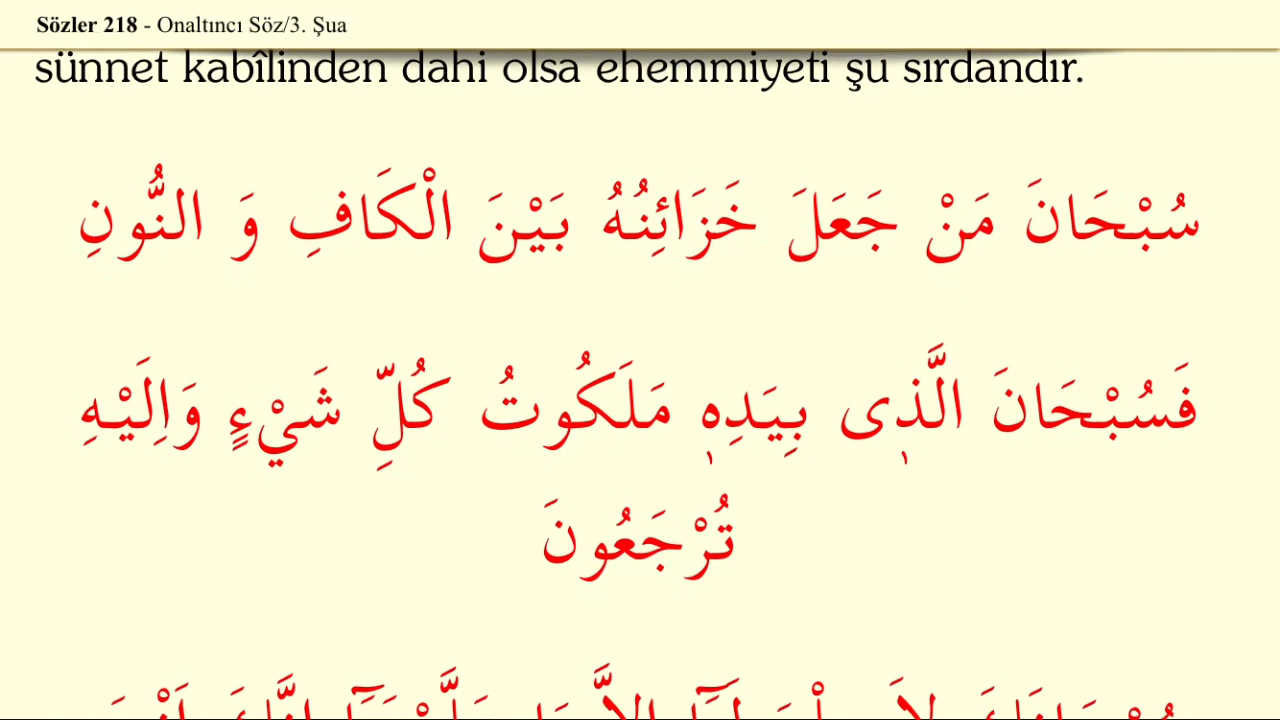 Sözler 218 - Onaltıncı Söz/3. Şua
sünnet kabîlinden dahi olsa ehemmiyeti şu sırdandır.
سُبْحَانَ مَنْ جَعَلَ خَزَائِنُهُ بَيْنَ الْكَافِ وَ النُّونِ
فَسُبْحَانَ الَّذ۪ى بِيَدِه۪ مَلَكُوتُ كُلِّ شَيْءٍ وَاِلَيْهِ
تُرْجَعُونَ